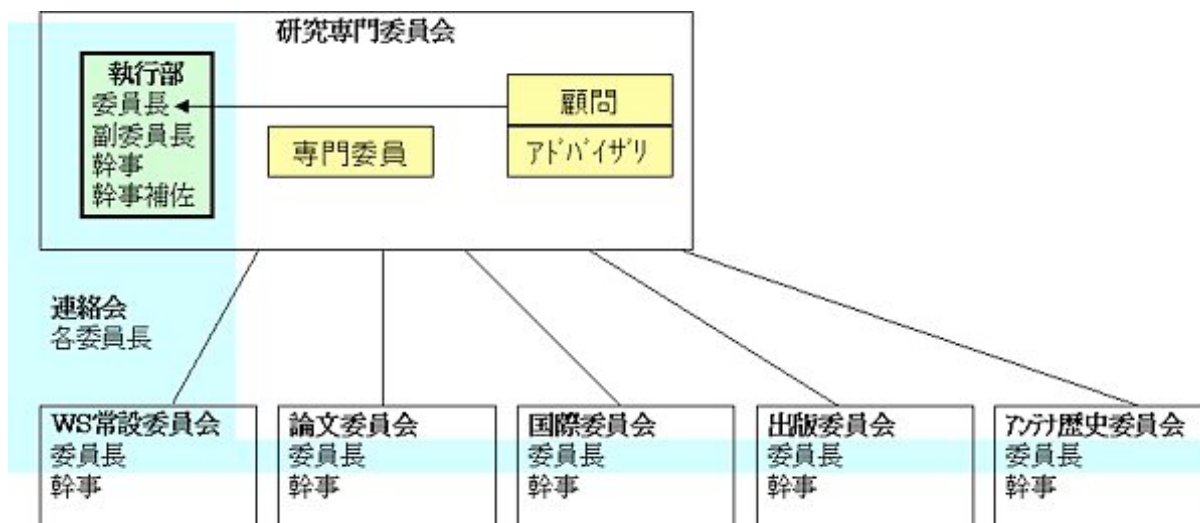 研究専門委員会
執行部
委員長
副委員長
幹事
幹事補佐
専門委員
顧問
ｱﾄﾞﾊﾞｲｻﾞﾘ
連絡会
各委員長
WS常設委員会
委員長
幹事
論文委員会
委員長
幹事
国際委員会
委員長
幹事
出版委員会
委員長
幹事
ｱﾝﾃﾅ歴史委員会
委員長
幹事